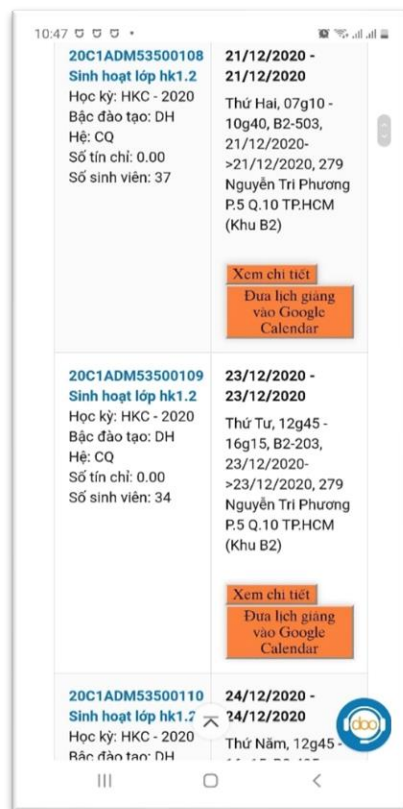 10:47
20C1ADM53500108
Sinh hoạt lớp hk1.2
Học kỳ: HKC - 2020
Bậc đào tạo: DH
Hệ: CQ
Số tín chỉ: 0.00
Số sinh viên: 37
21/12/2020 -
21/12/2020
Thứ Hai, 07g10 -
10g40, B2-503,
21/12/2020-
>21/12/2020, 279
Nguyễn Tri Phương
P.5 Q.10 TP.HCM
(Khu B2)
Xem chi tiết
Đưa lịch giảng
vào Google
Calendar
20C1ADM53500109
Sinh hoạt lớp hk1.2
Học kỳ: HKC - 2020
Bậc đào tạo: DH
Hệ: CQ
Số tín chỉ: 0.00
Số sinh viên: 34
23/12/2020 -
23/12/2020
Thứ Tư, 12g45 -
16g15, B2-203,
23/12/2020-
>23/12/2020, 279
Nguyễn Tri Phương
P.5 Q.10 TP.HCM
(Khu B2)
Xem chi tiết
Đưa lịch giảng
vào Google
Calendar
20C1ADM53500110
Sinh hoạt lớp hk1.2
Học kỳ: HKC - 2020
Bậc đào tạo: DH
24/12/2020 -
24/12/2020
Thứ Năm, 12g45 -